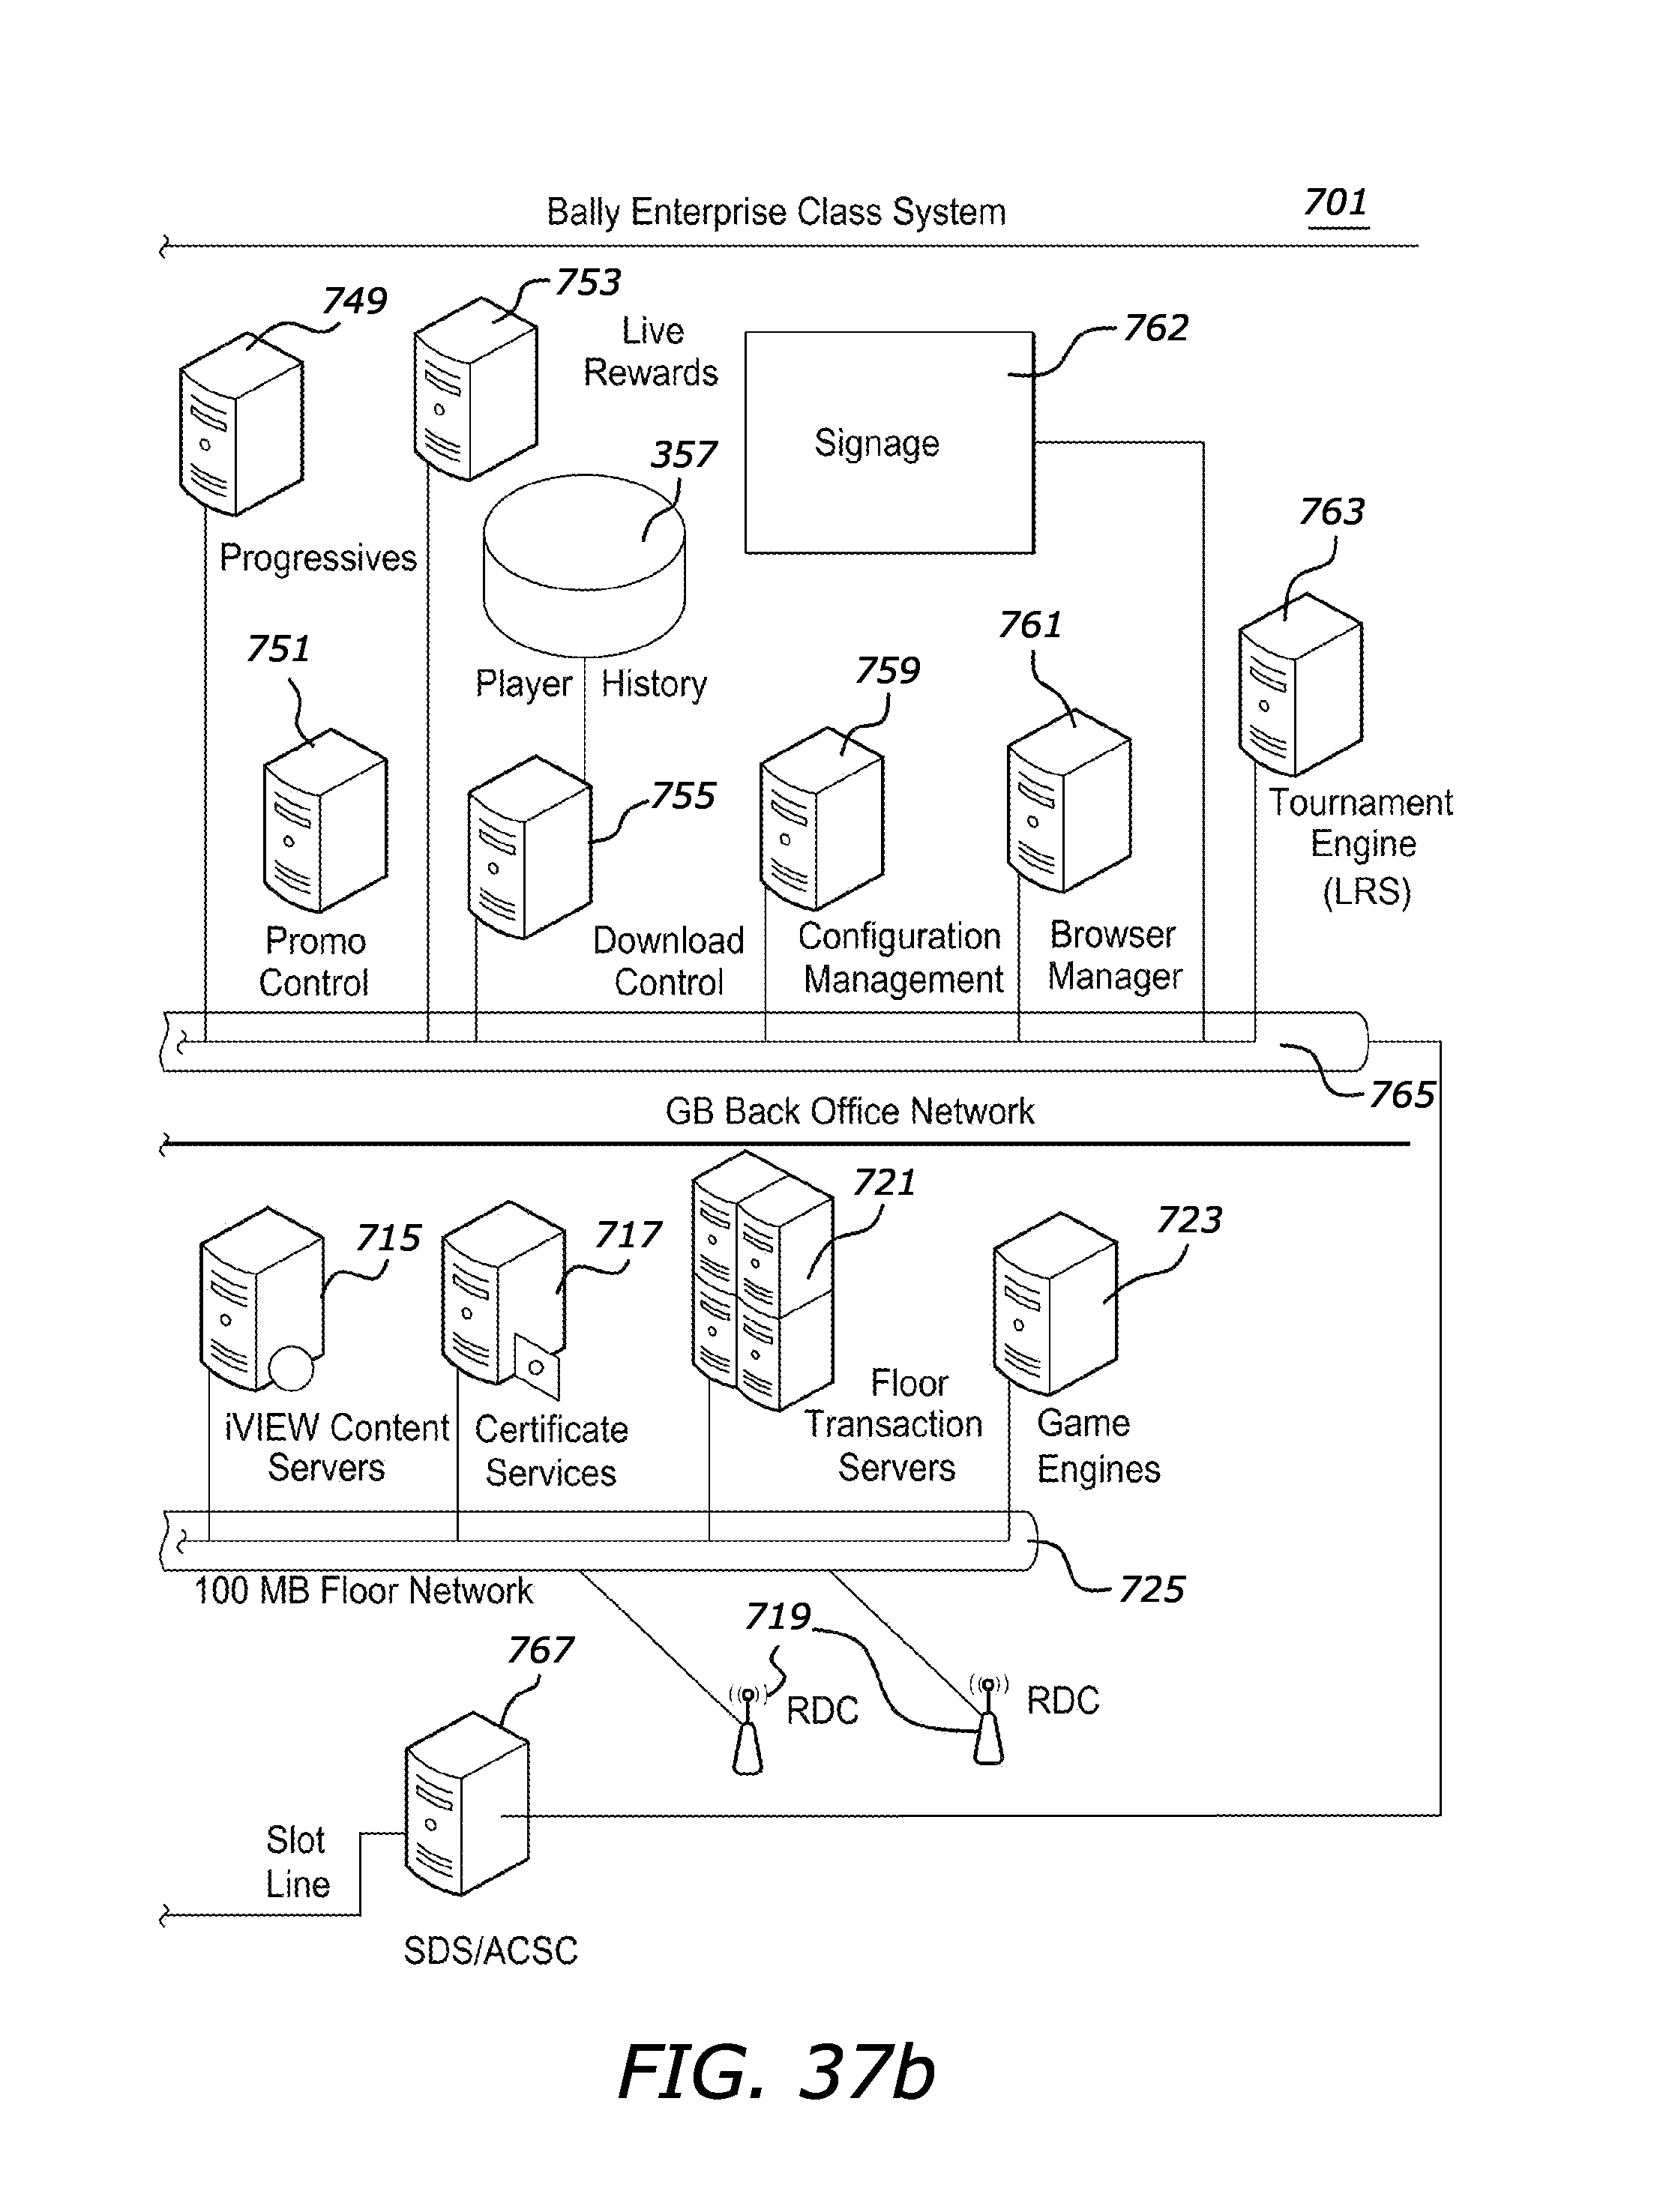 Bally Enterprise Class System
701
749
753
Live
Rewards
762
Signage
357
763
Progressives
751
Player History
759
761
755
Tournament
Engine
(LRS)
Promo
Control
Download
Control
Configuration
Management
Browser
Manager
765
GB Back Office Network
715
717
721
723
iVIEW Content
Servers
Certificate
Services
Floor
Transaction
Servers
Game
Engines
725
100 MB Floor Network
719
767
RDC
RDC
Slot
Line
SDS/ACSC
FIG. 37b